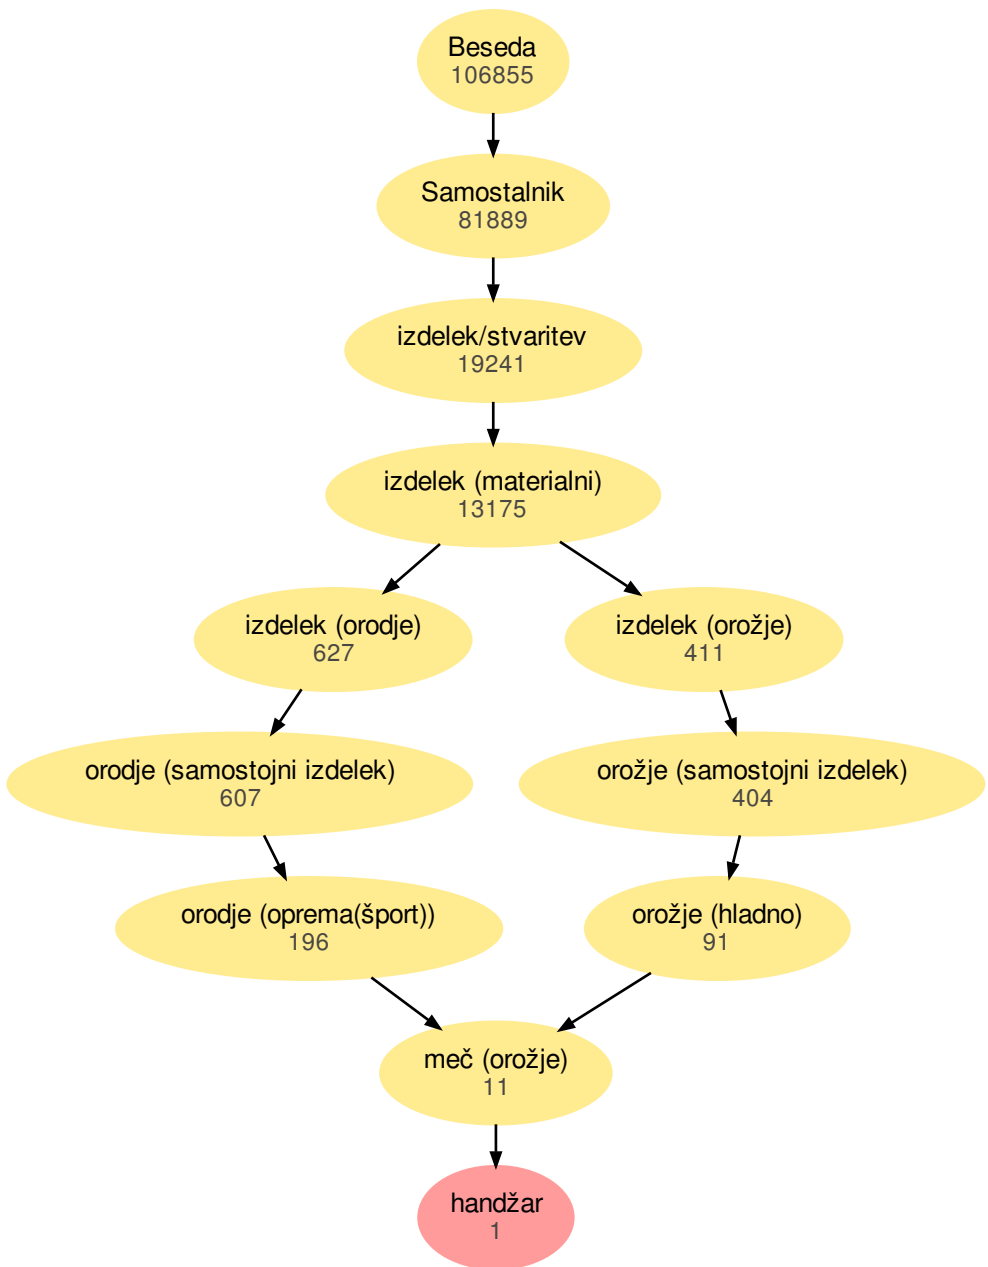 Beseda
106855
Samostalnik
81889
izdelek/stvaritev
19241
izdelek (materialni)
13175
izdelek (orodje)
627
izdelek (orožje)
411
orodje (samostojni izdelek)
607
orožje (samostojni izdelek)
404
orodje (oprema(šport))
196
orožje (hladno)
91
meč (orožje)
11
handžar
1